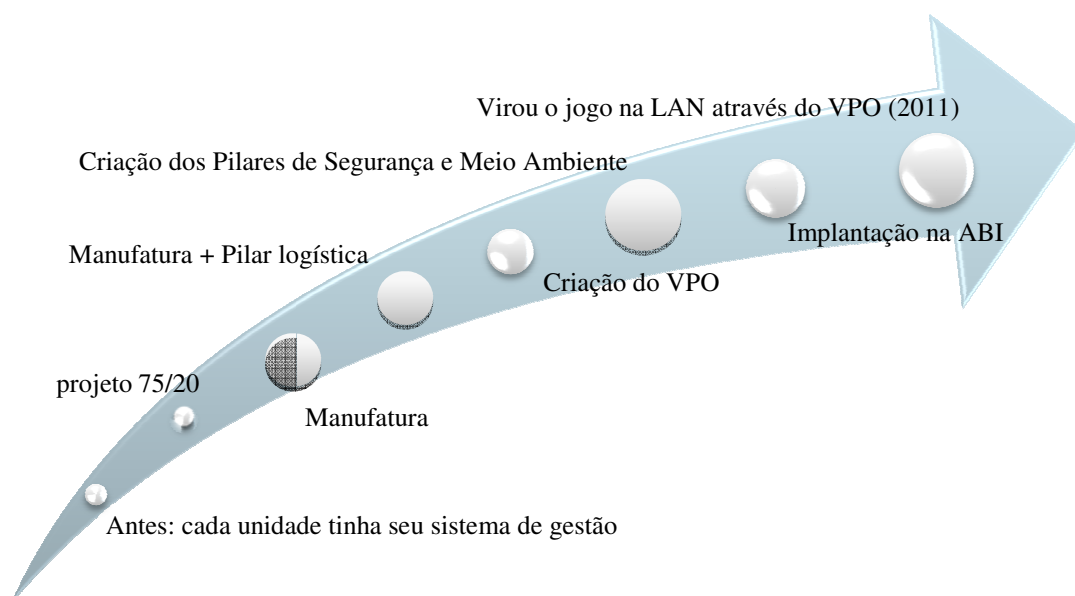 Virou o jogo na LAN através do VPO (2011)
Criação dos Pilares de Segurança e Meio Ambiente
Implantação na ABI
Manufatura + Pilar logística
Criação do VPO
projeto 75/20
Manufatura
Antes: cada unidade tinha seu sistema de gestão